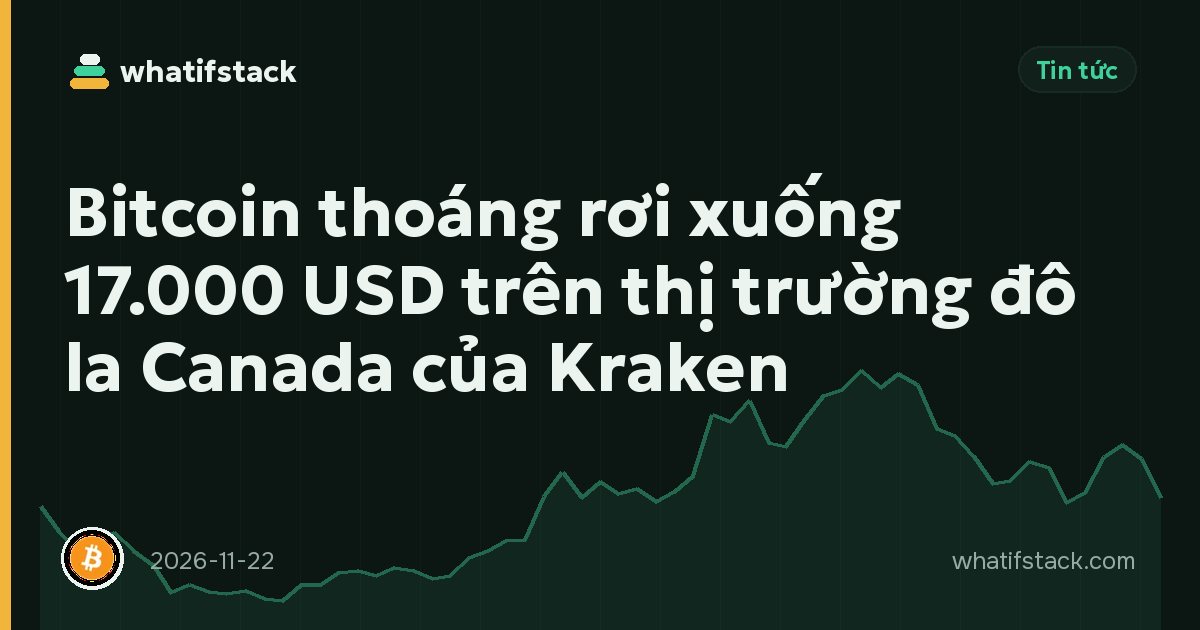 whatifstack
Tin tức
Bitcoin thoáng rơi xuống
17.000 USD trên thị trường đô
la Canada của Kraken
2026-11-22
whatifstack.com